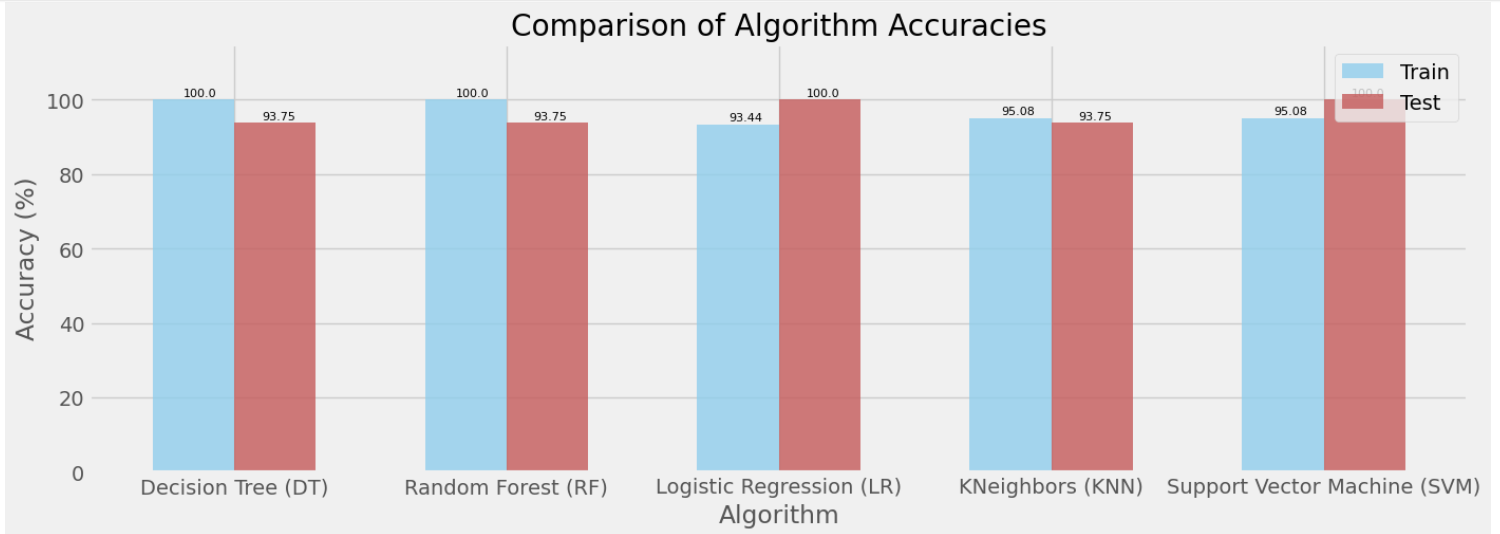 Comparison of Algorithm Accuracies
Train
Test
100.0
93.75
100.0
93.75
93.44
100.0
95.08
93.75
95.08
100.0
100
80
60
40
20
0
Accuracy (%)
Decision Tree (DT)
Random Forest (RF)
Logistic Regression (LR)
KNeighbors (KNN)
Support Vector Machine (SVM)
Algorithm